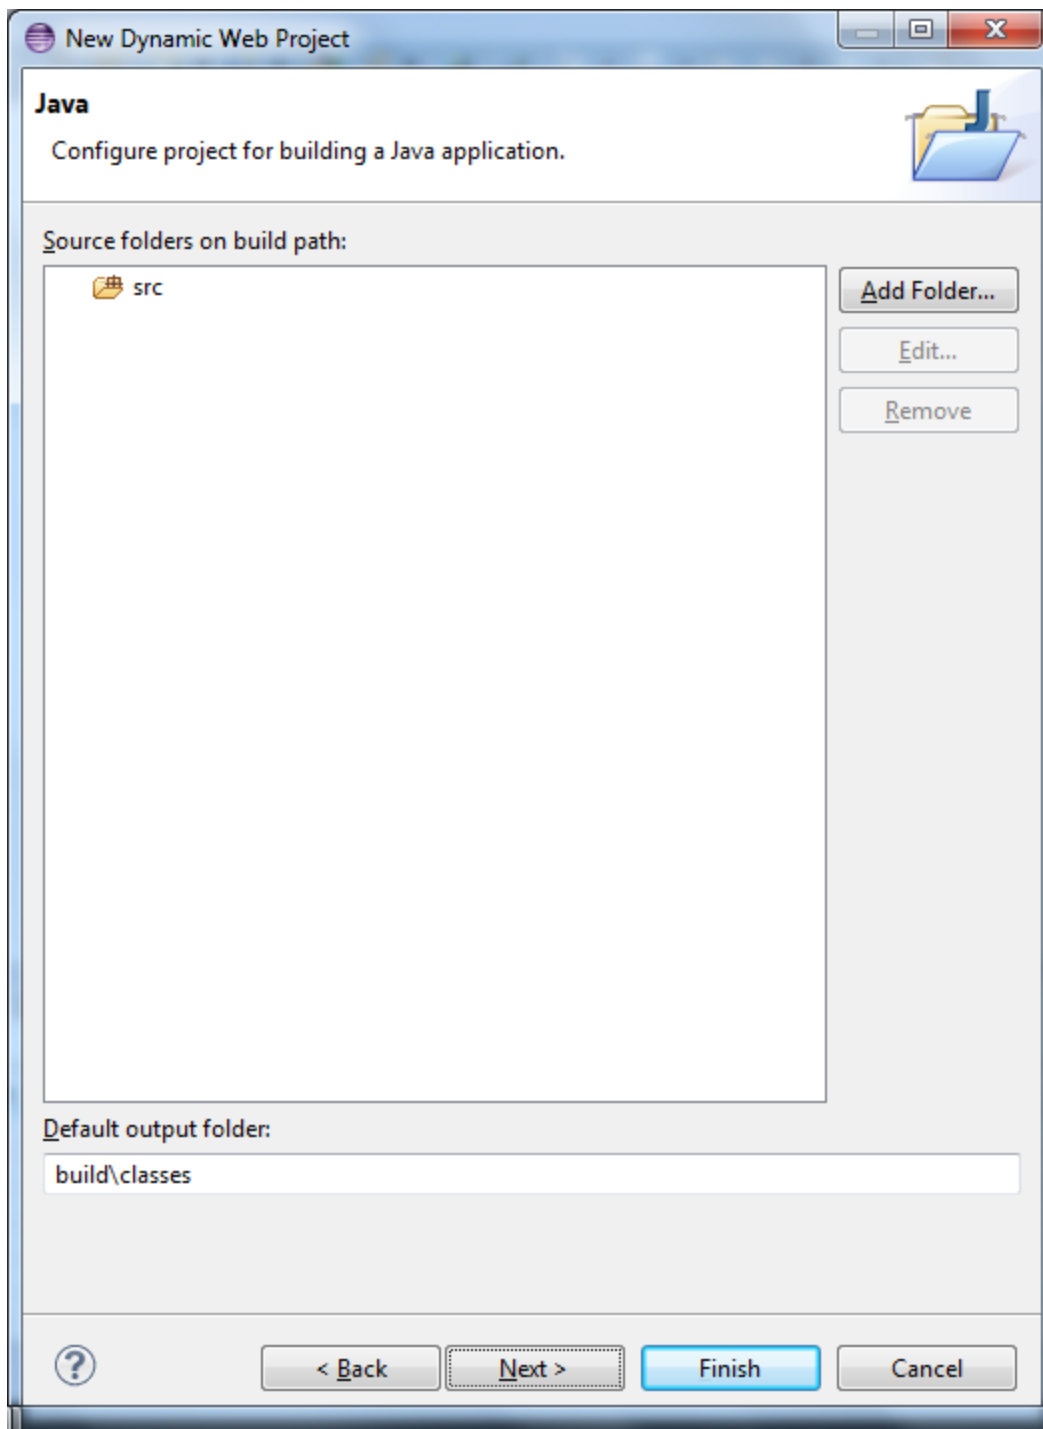 New Dynamic Web Project
Java
Configure project for building a Java application.
Source folders on build path:
src
Add Folder...
Edit...
Remove
Default output folder:
build\classes
?
< Back
Next >
Finish
Cancel